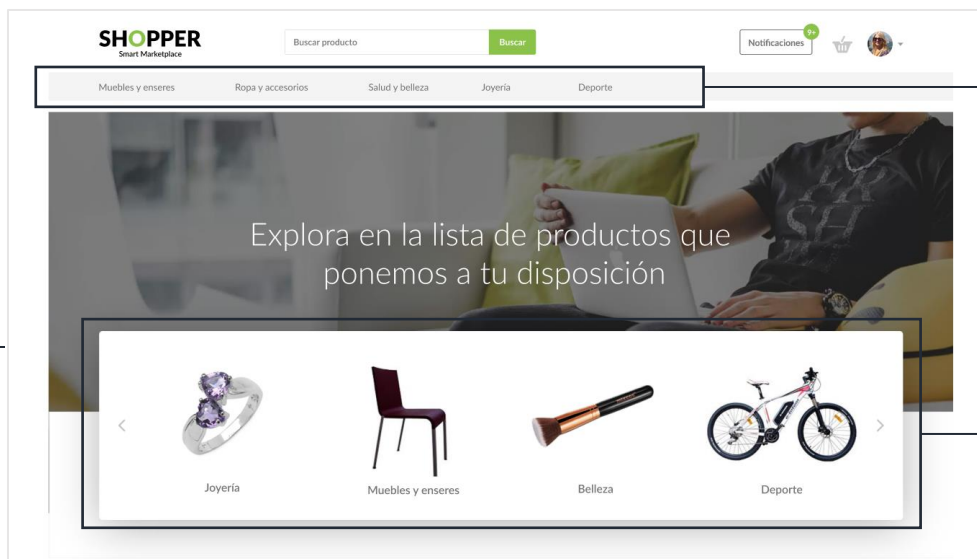 SHOPPER
Smart Marketplace
Buscar producto
Buscar
Notificaciones
9+
Muebles y enseres Ropa y accesorios Salud y belleza Joyería Deporte
Explora en la lista de productos que
ponemos a tu disposición
Joyería Muebles y enseres Belleza Deporte